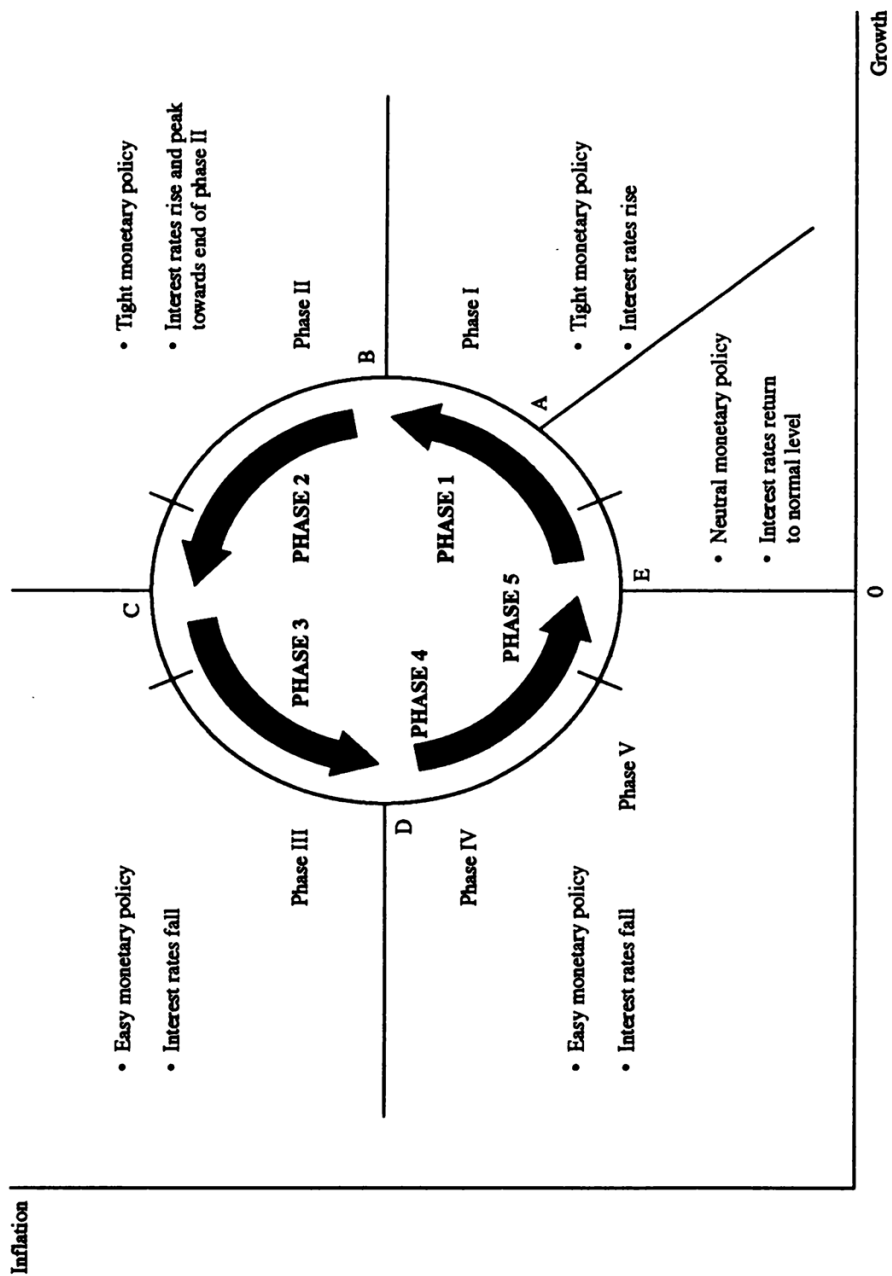 Inflation
• Easy monetary policy
• Interest rates fall
Phase III
C
• Tight monetary policy
• Interest rates rise and peak
towards end of phase II
Phase II
PHASE 3
PHASE 2
D
B
PHASE 4
PHASE 1
Phase IV
Phase I
• Easy monetary policy
• Interest rates fall
PHASE 5
A
• Tight monetary policy
• Interest rates rise
Phase V
E
• Neutral monetary policy
• Interest rates return
to normal level
0
Growth